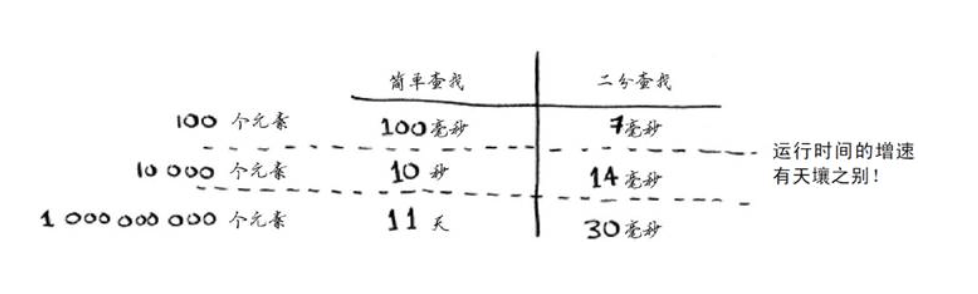 简单查找 二分查找
100 个元素 100毫秒 7毫秒
运行时间的增速
10 000 个元素 10 秒 14 毫秒
有天壤之别！
1 000 000 000 个元素 11 天 30毫秒